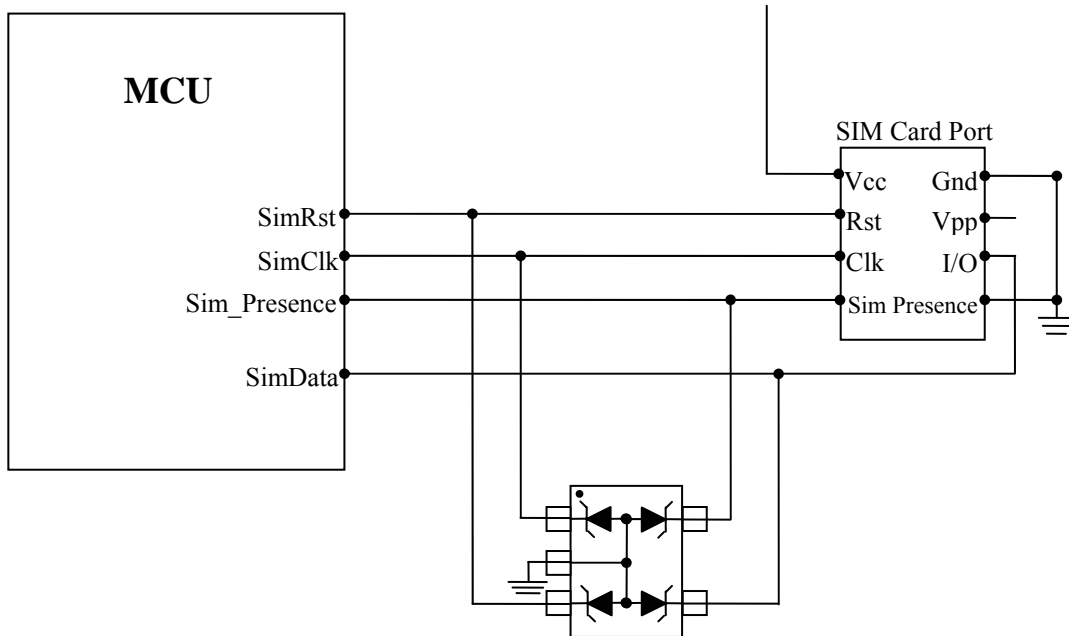 MCU
SIM Card Port
Vcc Gnd
SimRst Rst Vpp
SimClk Clk I/O
Sim_Presence Sim Presence
SimData